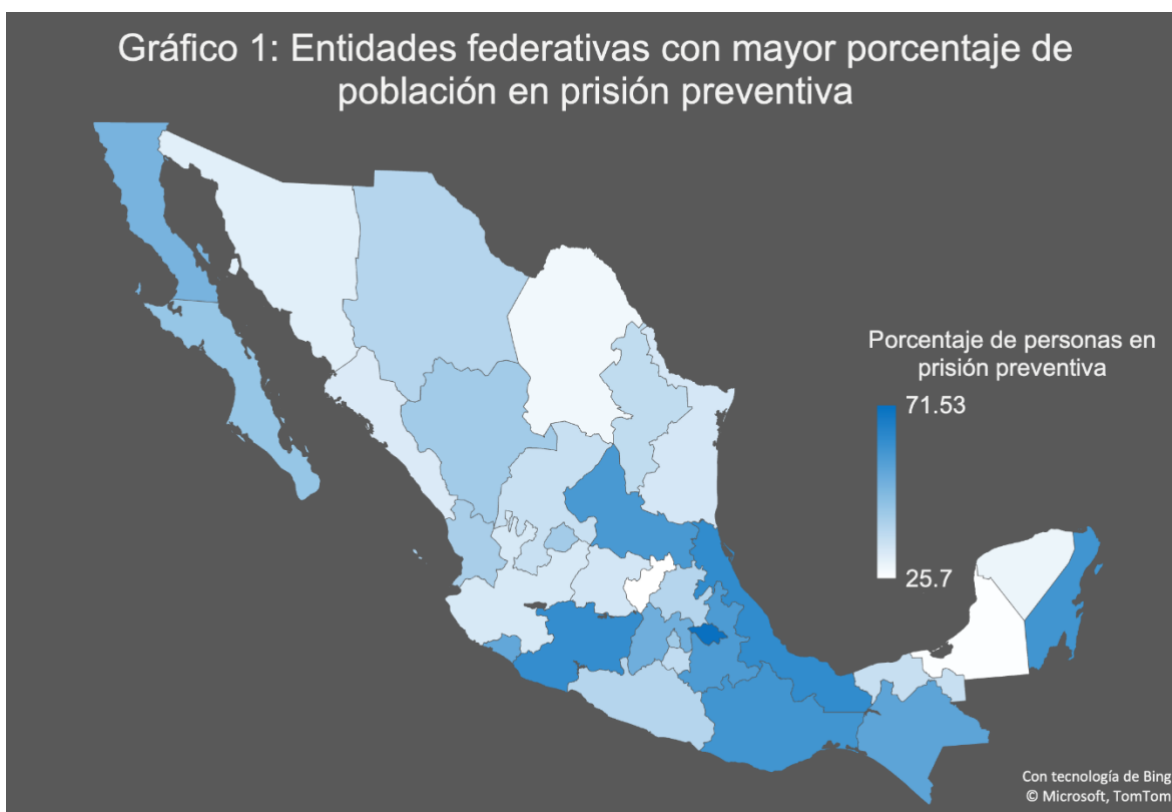 Gráfico 1: Entidades federativas con mayor porcentaje de
población en prisión preventiva
Porcentaje de personas en
prisión preventiva
71.53
25.7
Con tecnología de Bing
© Microsoft, TomTom